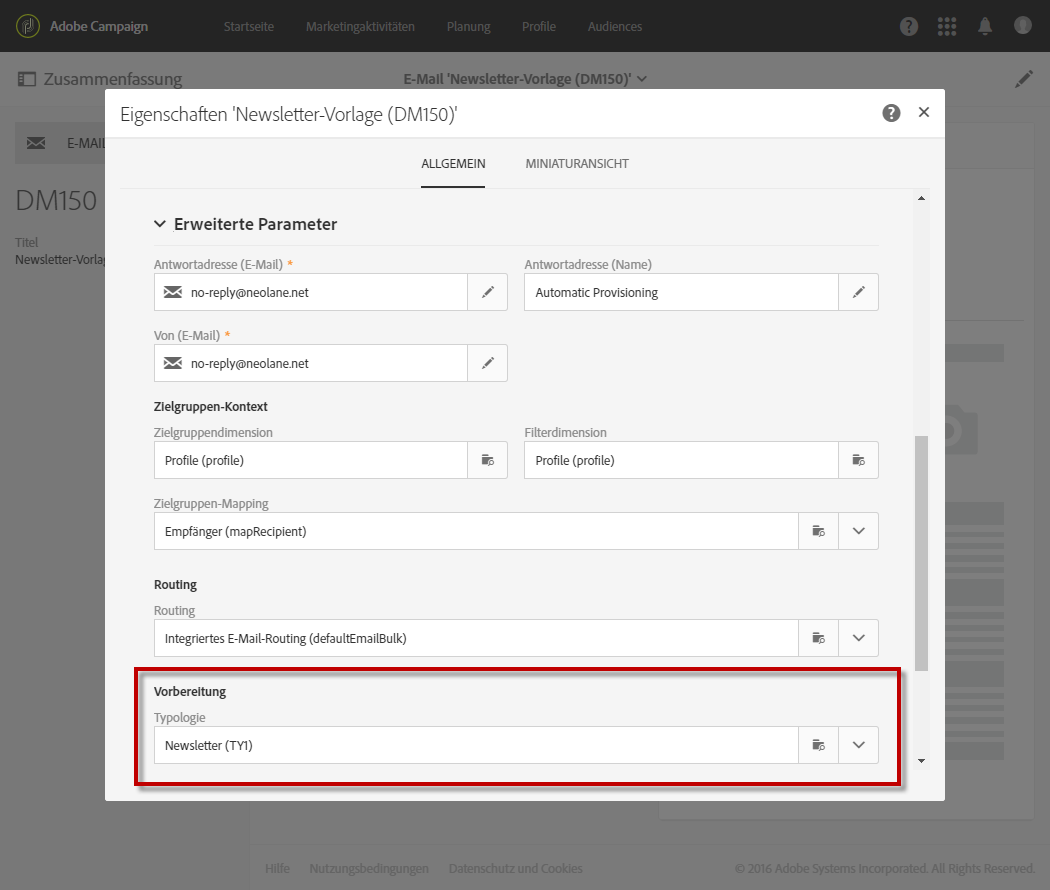 Adobe Campaign
Startseite Marketingaktivitäten Planung Profile Audiences
Zusammenfassung
E-Mail 'Newsletter-Vorlage (DM150)'
E-MAIL
DM150
Titel
Newsletter-Vorlag
Eigenschaften 'Newsletter-Vorlage (DM150)'
ALLGEMEIN MINIATURANSICHT
Erweiterte Parameter
Antwortadresse (E-Mail) * Antwortadresse (Name)
no-reply@neolane.net Automatic Provisioning
Von (E-Mail) *
no-reply@neolane.net
Zielgruppen-Kontext
Zielgruppendimension Filterdimension
Profile (profile) Profile (profile)
Zielgruppen-Mapping
Empfänger (mapRecipient)
Routing
Routing
Integriertes E-Mail-Routing (defaultEmailBulk)
Vorbereitung
Typologie
Newsletter (TY1)
Hilfe Nutzungsbedingungen Datenschutz und Cookies © 2016 Adobe Systems Incorporated. All Rights Reserved.